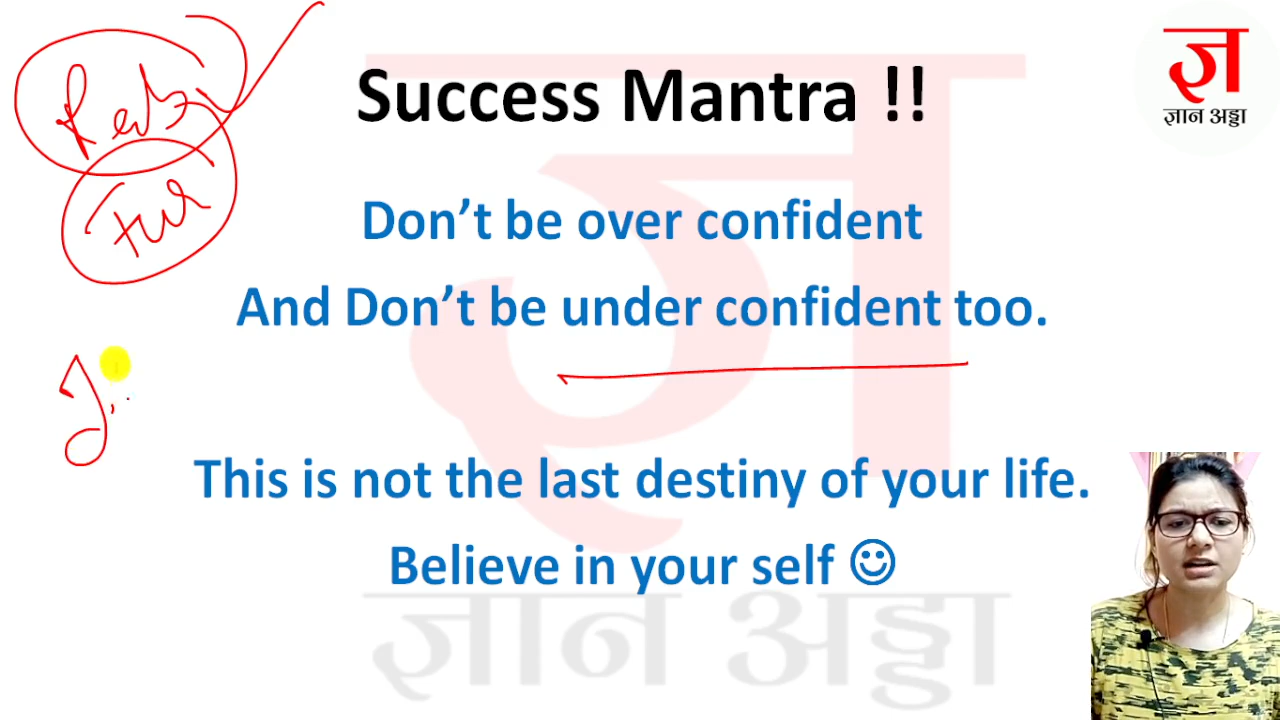 Success Mantra !!
ज्ञ
ज्ञान अड्डा
Don’t be over confident
And Don’t be under confident too.
This is not the last destiny of your life.
Believe in your self ☺
ज्ञ
ज्ञान अड्डा